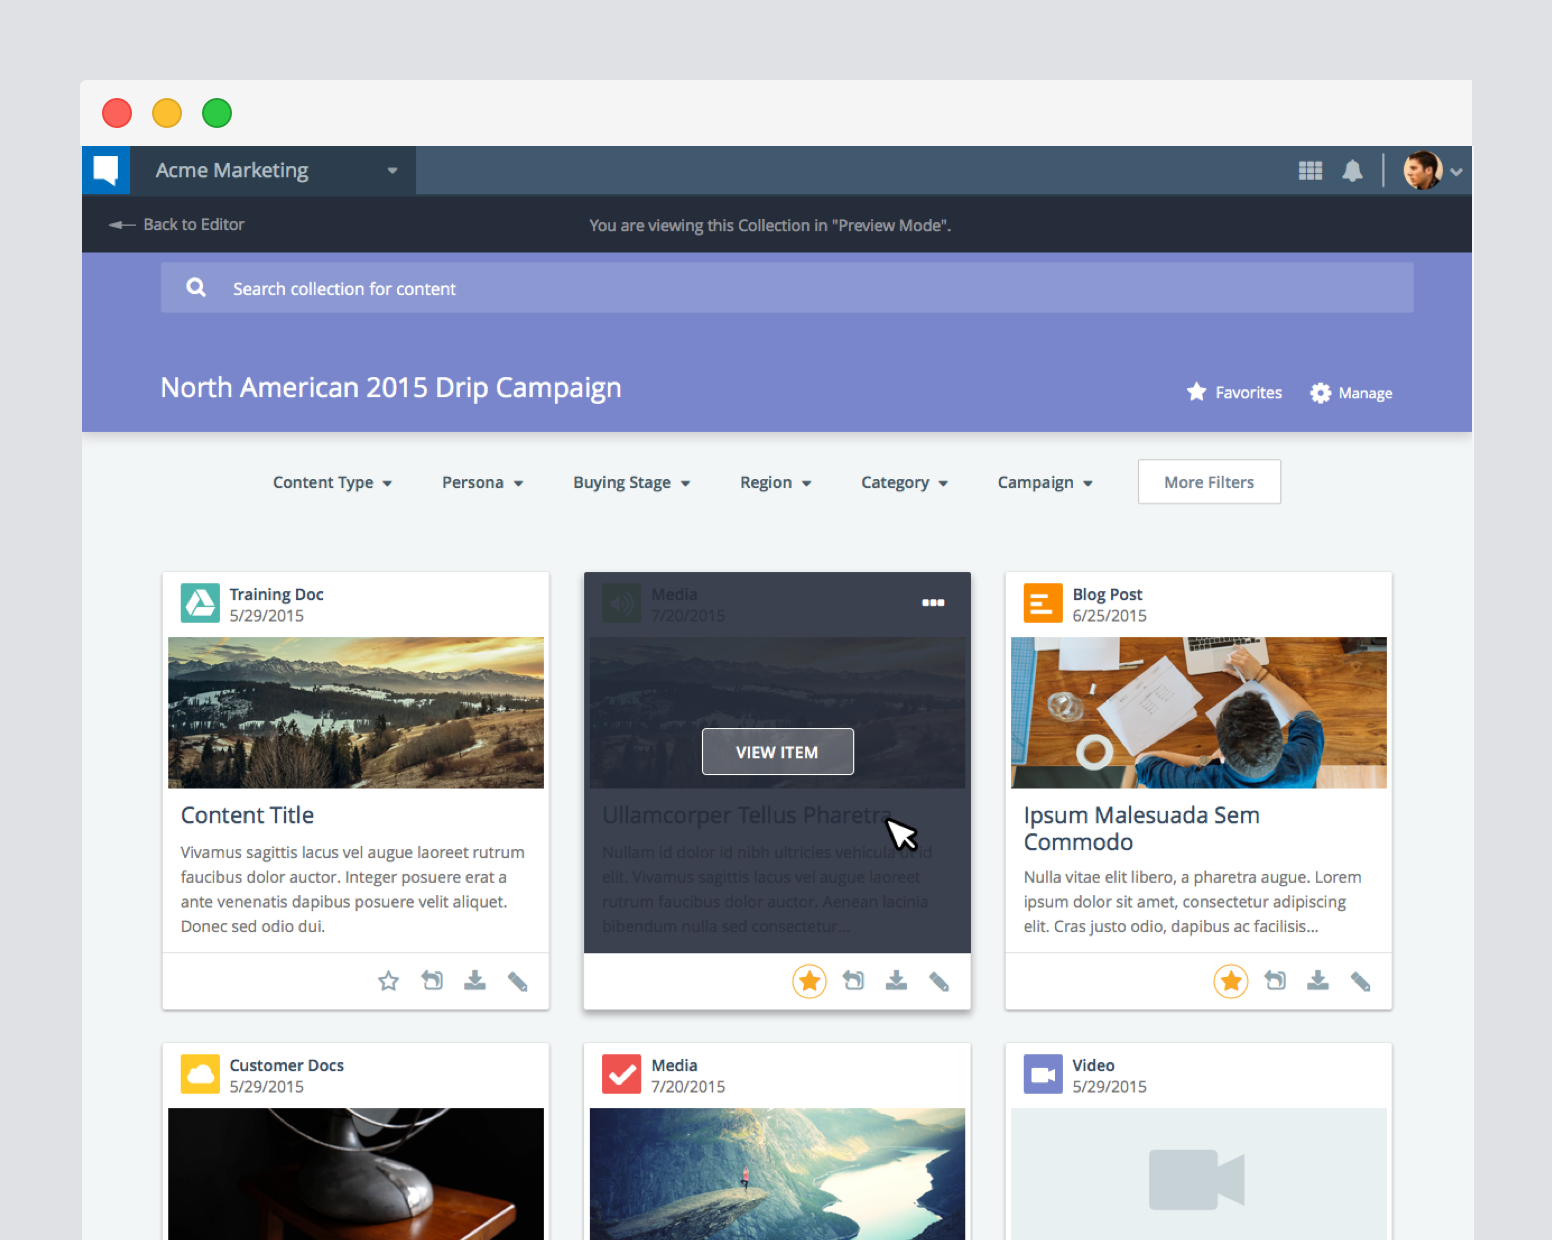 Acme Marketing
Back to Editor
You are viewing this Collection in "Preview Mode".
Search collection for content
North American 2015 Drip Campaign
Favorites
Manage
Content Type
Persona
Buying Stage
Region
Category
Campaign
More Filters
Training Doc
5/29/2015
Content Title
Vivamus sagittis lacus vel augue laoreet rutrum
faucibus dolor auctor. Integer posuere erat a
ante venenatis dapibus posuere velit aliquet.
Donec sed odio dui.
Media
7/20/2015
VIEW ITEM
Ullamcorper Tellus Pharetra
Nullam id dolor id nibh ultricies vehicula ut id
elit. Vivamus sagittis lacus vel augue laoreet
rutrum faucibus dolor auctor. Aenean lacinia
bibendum nulla sed consectetur...
Blog Post
6/25/2015
Ipsum Malesuada Sem
Commodo
Nulla vitae elit libero, a pharetra augue. Lorem
ipsum dolor sit amet, consectetur adipiscing
elit. Cras justo odio, dapibus ac facilisis...
Customer Docs
5/29/2015
Media
7/20/2015
Video
5/29/2015